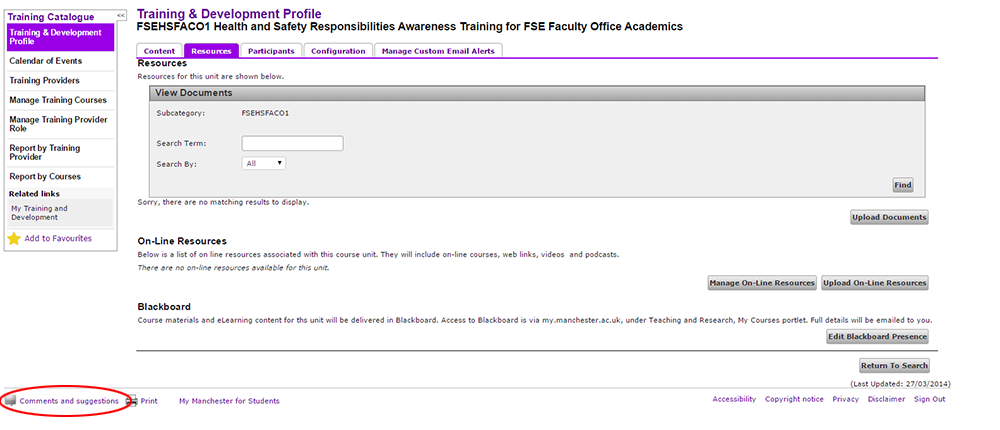 Training Catalogue <<
Training & Development
Profile
Calendar of Events
Training Providers
Manage Training Courses
Manage Training Provider
Role
Report by Training
Provider
Report by Courses
Related links
My Training and
Development
Add to Favourites
Training & Development Profile
FSEHSFACO1 Health and Safety Responsibilities Awareness Training for FSE Faculty Office Academics
Content Resources Participants Configuration Manage Custom Email Alerts
Resources
Resources for this unit are shown below.
View Documents
Subcategory: FSEHSFACO1
Search Term:
Search By: All
Find
Sorry, there are no matching results to display.
Upload Documents
On-Line Resources
Below is a list of on line resources associated with this course unit. They will include on-line courses, web links, videos and podcasts.
There are no on-line resources available for this unit.
Manage On-Line Resources Upload On-Line Resources
Blackboard
Course materials and eLearning content for ths unit will be delivered in Blackboard. Access to Blackboard is via my.manchester.ac.uk, under Teaching and Research, My Courses portlet. Full details will be emailed to you.
Edit Blackboard Presence
Return To Search
(Last Updated: 27/03/2014)
Comments and suggestions Print My Manchester for Students
Accessibility Copyright notice Privacy Disclaimer Sign Out